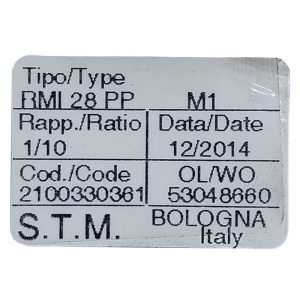 Tipo/Type
RMI 28 PP M1
Rapp./Ratio Data/Date
1/10 12/2014
Cod./Code OL/WO
2100330361 53048660
S.T.M. BOLOGNA
Italy